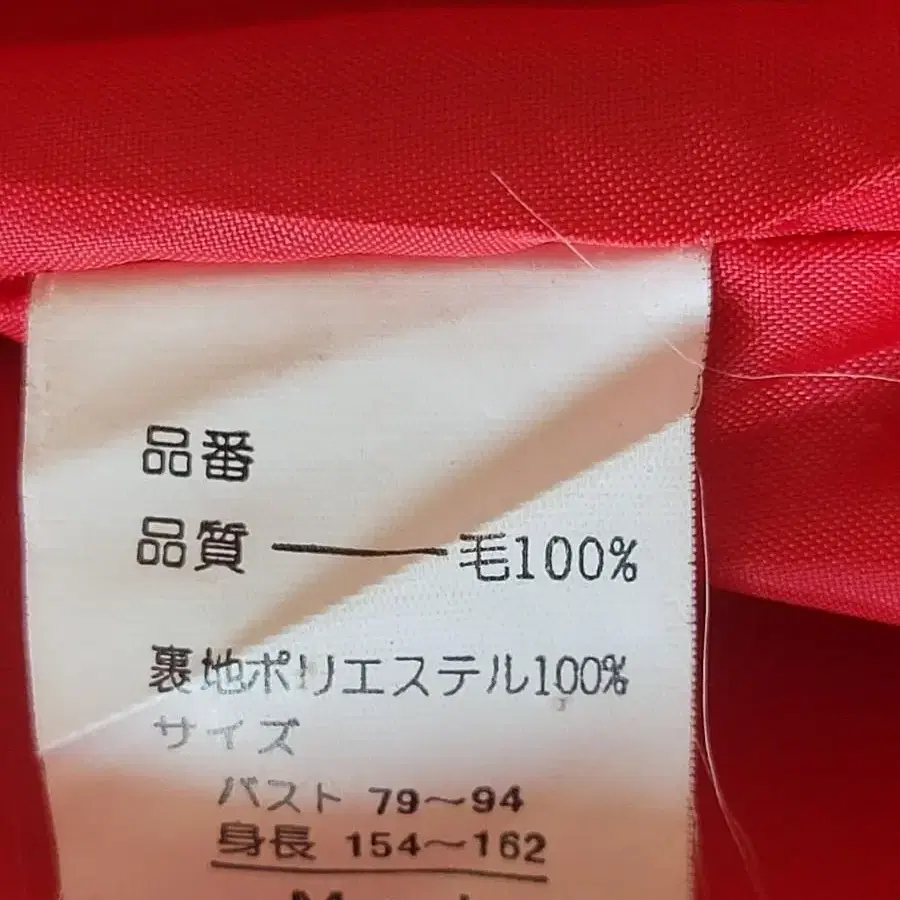 品番
品質 ── 毛100%
裏地ポリエステル100%
サイズ
バスト 79~94
身長 154~162